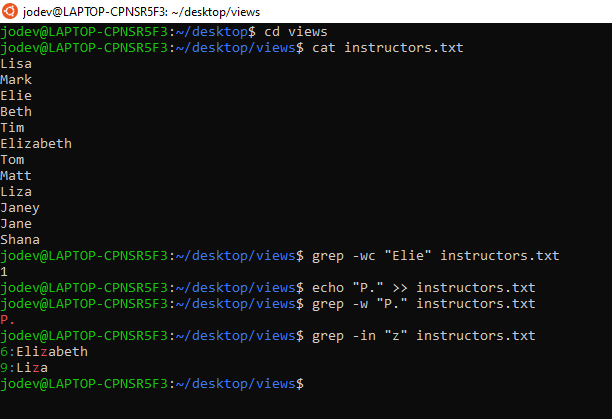 jodev@LAPTOP-CPNSR5F3: ~/desktop/views
jodev@LAPTOP-CPNSR5F3:~/desktop$ cd views
jodev@LAPTOP-CPNSR5F3:~/desktop/views$ cat instructors.txt
Lisa
Mark
Elie
Beth
Tim
Elizabeth
Tom
Matt
Liza
Janey
Jane
Shana
jodev@LAPTOP-CPNSR5F3:~/desktop/views$ grep -wc "Elie" instructors.txt
1
jodev@LAPTOP-CPNSR5F3:~/desktop/views$ echo "P." >> instructors.txt
jodev@LAPTOP-CPNSR5F3:~/desktop/views$ grep -w "P." instructors.txt
P.
jodev@LAPTOP-CPNSR5F3:~/desktop/views$ grep -in "z" instructors.txt
6:Elizabeth
9:Liza
jodev@LAPTOP-CPNSR5F3:~/desktop/views$